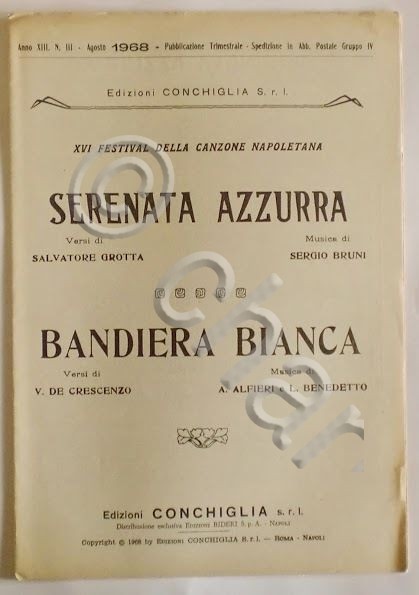 Anno XIII, N. III - Agosto 1968 - Pubblicazione Trimestrale - Spedizione in Abb. Postale Gruppo IV
Edizioni CONCHIGLIA S. r. l.
XVI FESTIVAL DELLA CANZONE NAPOLETANA
SERENATA AZZURRA
Versi di Musica di
SALVATORE GROTTA SERGIO BRUNI
BANDIERA BIANCA
Versi di Musica di
V. DE CRESCENZO A. ALFIERI e L. BENEDETTO
Edizioni CONCHIGLIA s. r. l.
Distribuzione esclusiva EDIZIONI BIDERI S. p. A. - NAPOLI
Copyright © 1968 by EDIZIONI CONCHIGLIA S. r. l. — ROMA - NAPOLI
© char